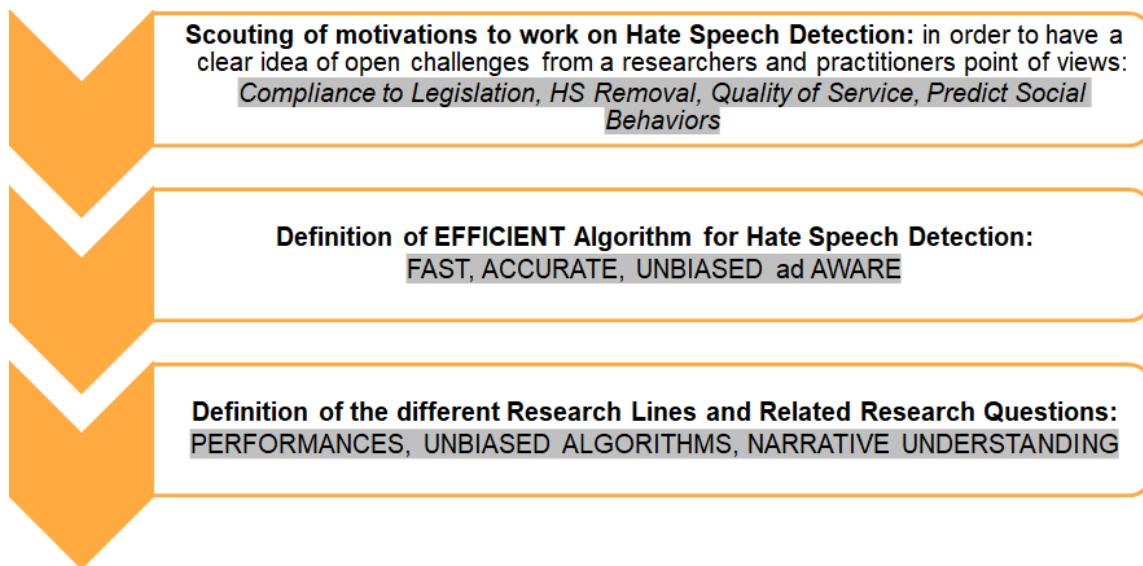 Scouting of motivations to work on Hate Speech Detection: in order to have a
clear idea of open challenges from a researchers and practitioners point of views:
Compliance to Legislation, HS Removal, Quality of Service, Predict Social
Behaviors
Definition of EFFICIENT Algorithm for Hate Speech Detection:
FAST, ACCURATE, UNBIASED ad AWARE
Definition of the different Research Lines and Related Research Questions:
PERFORMANCES, UNBIASED ALGORITHMS, NARRATIVE UNDERSTANDING